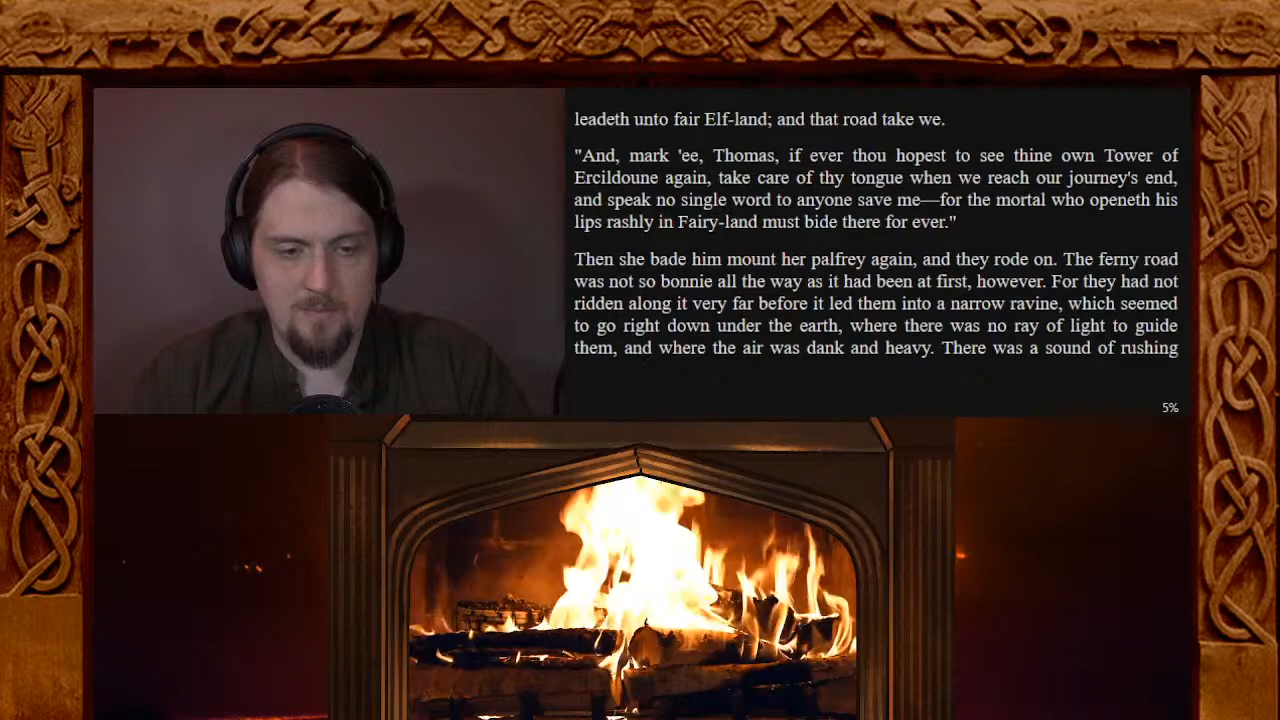 leadeth unto fair Elf-land; and that road take we.
"And, mark 'ee, Thomas, if ever thou hopest to see thine own Tower of
Ercildoune again, take care of thy tongue when we reach our journey's end,
and speak no single word to anyone save me—for the mortal who openeth his
lips rashly in Fairy-land must bide there for ever."
Then she bade him mount her palfrey again, and they rode on. The ferny road
was not so bonnie all the way as it had been at first, however. For they had not
ridden along it very far before it led them into a narrow ravine, which seemed
to go right down under the earth, where there was no ray of light to guide
them, and where the air was dank and heavy. There was a sound of rushing
5%